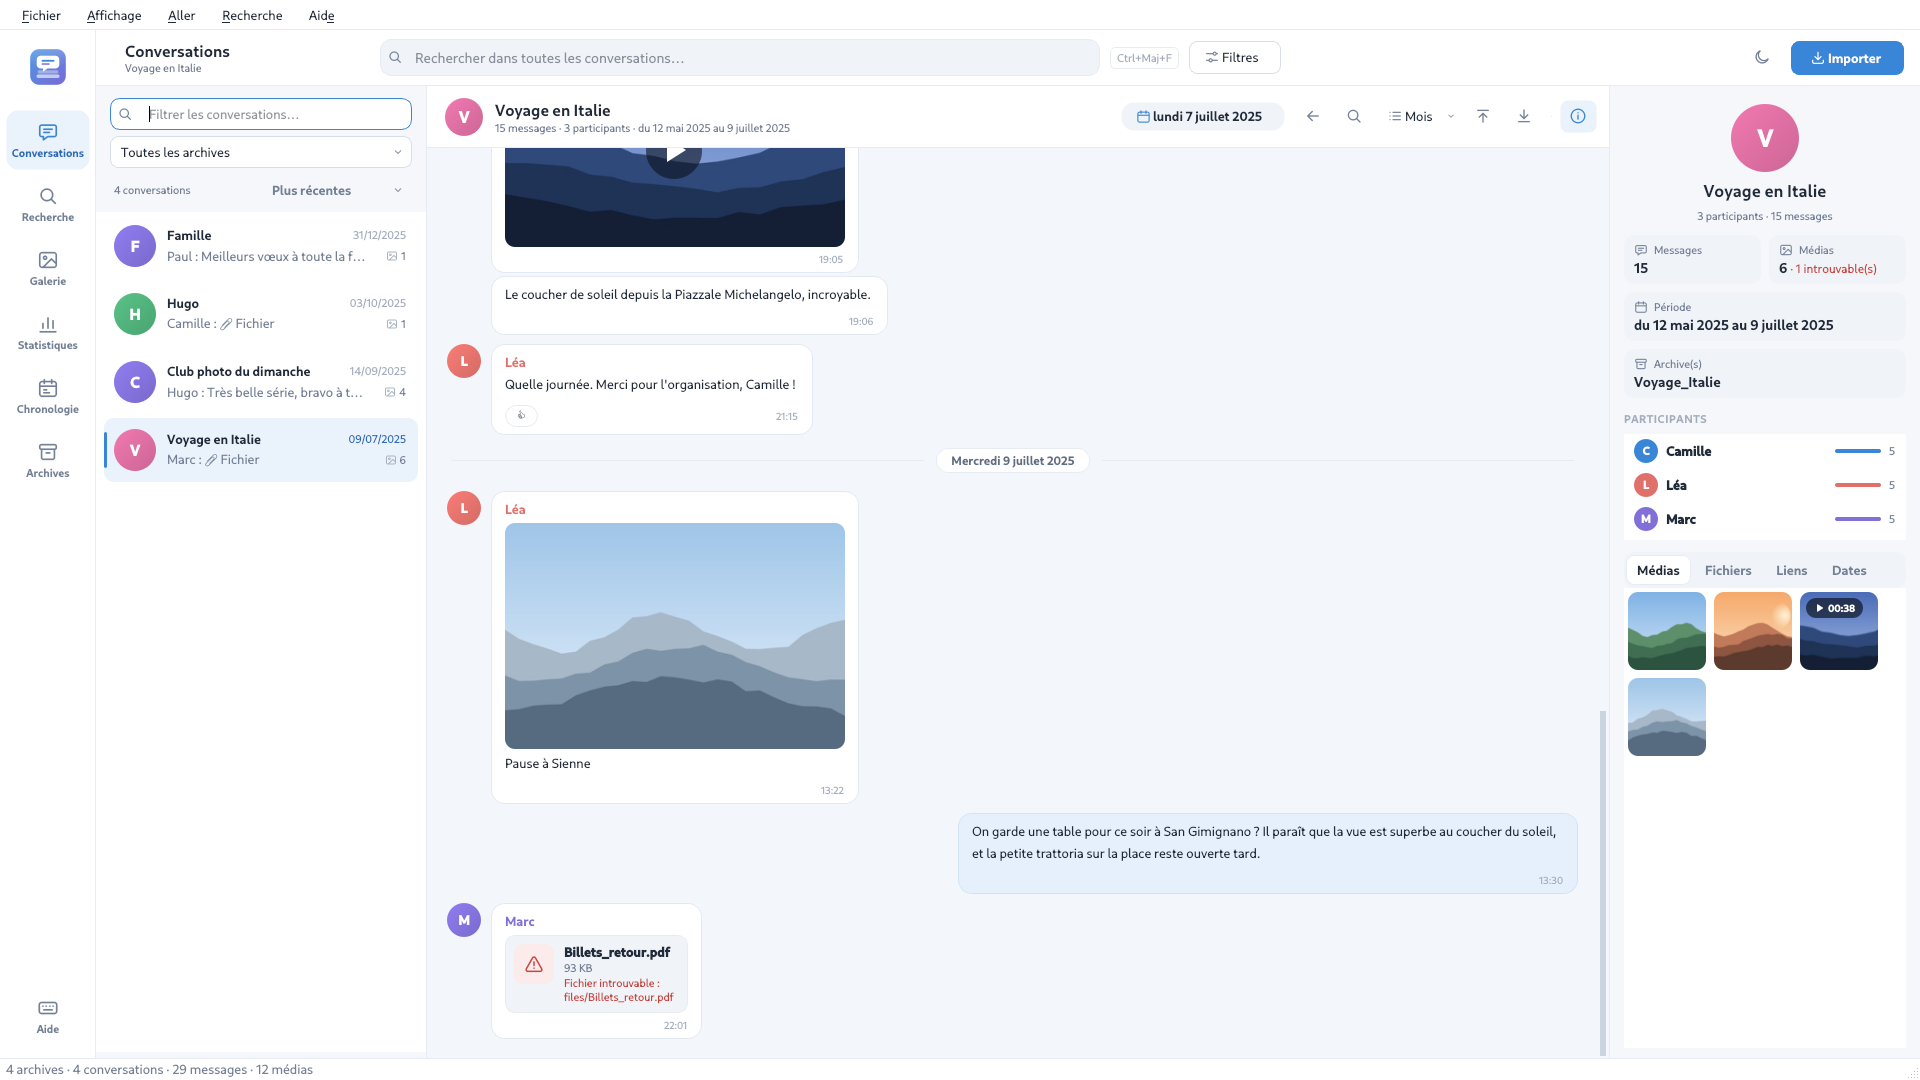 Fichier Affichage Aller Recherche Aide
Conversations
Voyage en Italie
Rechercher dans toutes les conversations…
Ctrl+Maj+F
Filtres
Importer
Conversations
Recherche
Galerie
Statistiques
Chronologie
Archives
Aide
Filtrer les conversations…
Toutes les archives
4 conversations
Plus récentes
F
Famille
31/12/2025
Paul : Meilleurs vœux à toute la f…
1
H
Hugo
03/10/2025
Camille : Fichier
1
C
Club photo du dimanche
14/09/2025
Hugo : Très belle série, bravo à t…
4
V
Voyage en Italie
09/07/2025
Marc : Fichier
6
V
Voyage en Italie
15 messages · 3 participants · du 12 mai 2025 au 9 juillet 2025
lundi 7 juillet 2025
Mois
19:05
Le coucher de soleil depuis la Piazzale Michelangelo, incroyable.
19:06
L
Léa
Quelle journée. Merci pour l'organisation, Camille !
21:15
Mercredi 9 juillet 2025
L
Léa
Pause à Sienne
13:22
On garde une table pour ce soir à San Gimignano ? Il paraît que la vue est superbe au coucher du soleil,
et la petite trattoria sur la place reste ouverte tard.
13:30
M
Marc
Billets_retour.pdf
93 KB
Fichier introuvable :
files/Billets_retour.pdf
22:01
V
Voyage en Italie
3 participants · 15 messages
Messages
15
Médias
6 · 1 introuvable(s)
Période
du 12 mai 2025 au 9 juillet 2025
Archive(s)
Voyage_Italie
PARTICIPANTS
C Camille 5
L Léa 5
M Marc 5
Médias Fichiers Liens Dates
00:38
4 archives · 4 conversations · 29 messages · 12 médias